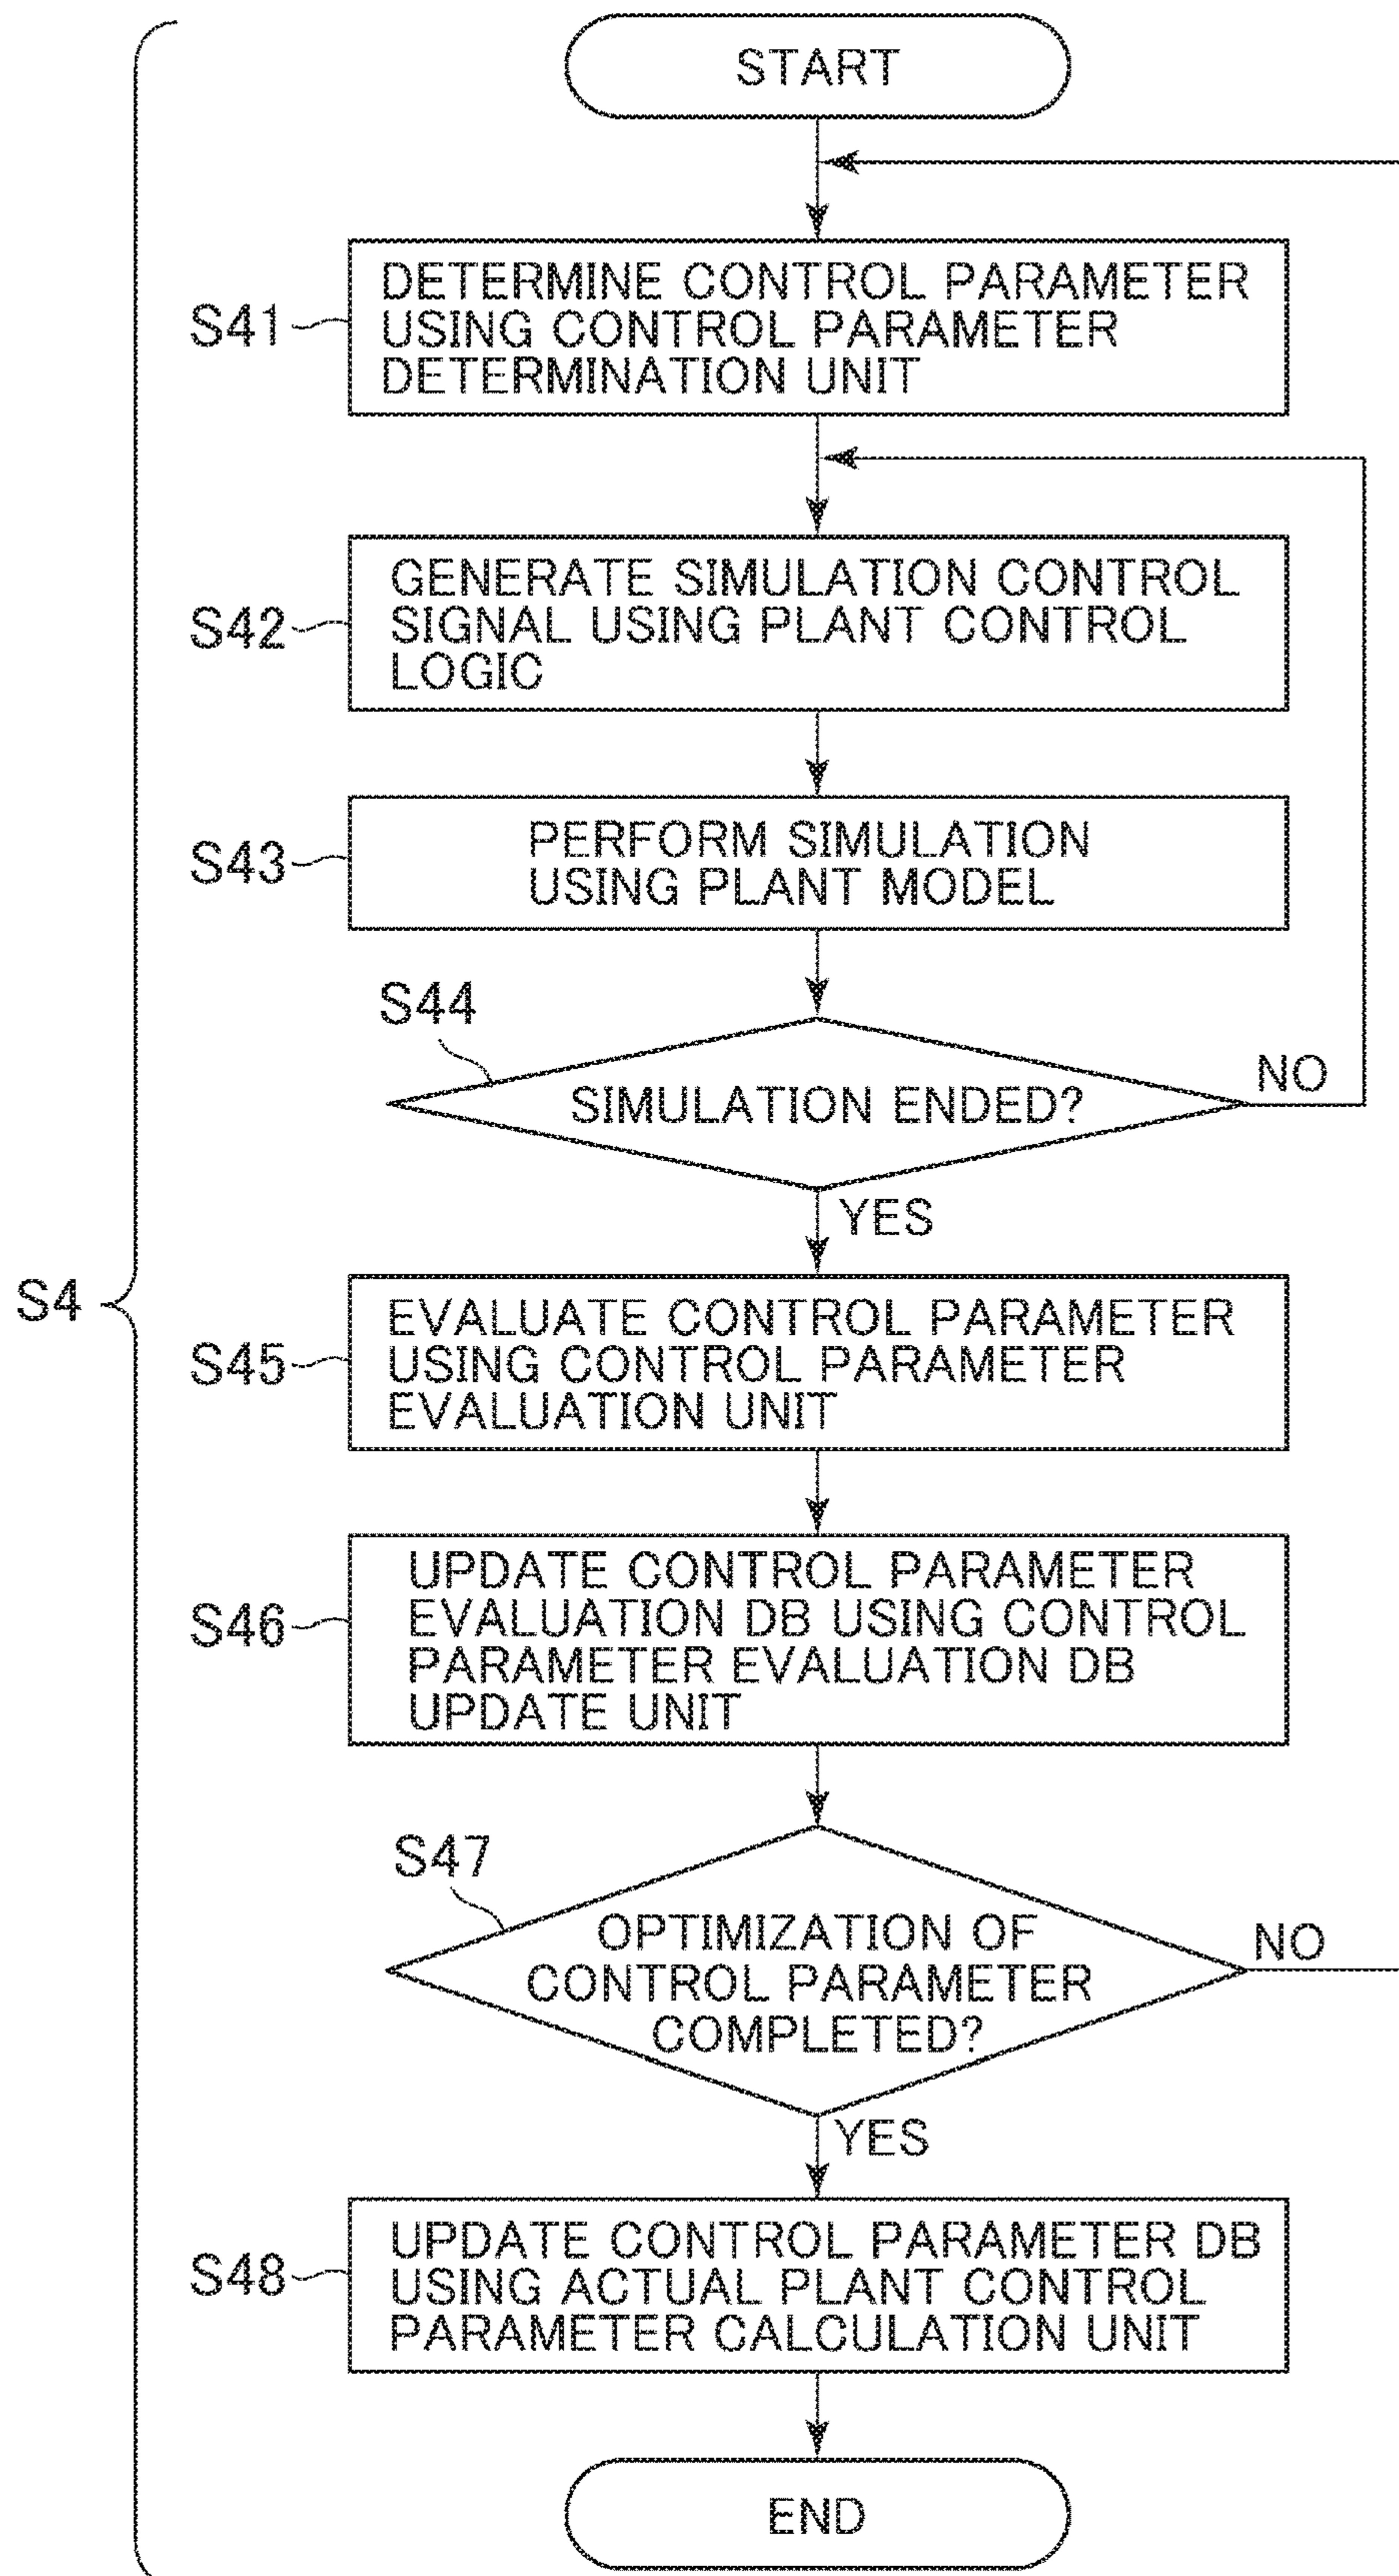 START
S41
DETERMINE CONTROL PARAMETER
USING CONTROL PARAMETER
DETERMINATION UNIT
S42
GENERATE SIMULATION CONTROL
SIGNAL USING PLANT CONTROL
LOGIC
S43
PERFORM SIMULATION
USING PLANT MODEL
S44
SIMULATION ENDED?
NO
YES
S4
S45
EVALUATE CONTROL PARAMETER
USING CONTROL PARAMETER
EVALUATION UNIT
S46
UPDATE CONTROL PARAMETER
EVALUATION DB USING CONTROL
PARAMETER EVALUATION DB
UPDATE UNIT
S47
OPTIMIZATION OF
CONTROL PARAMETER
COMPLETED?
NO
YES
S48
UPDATE CONTROL PARAMETER DB
USING ACTUAL PLANT CONTROL
PARAMETER CALCULATION UNIT
END